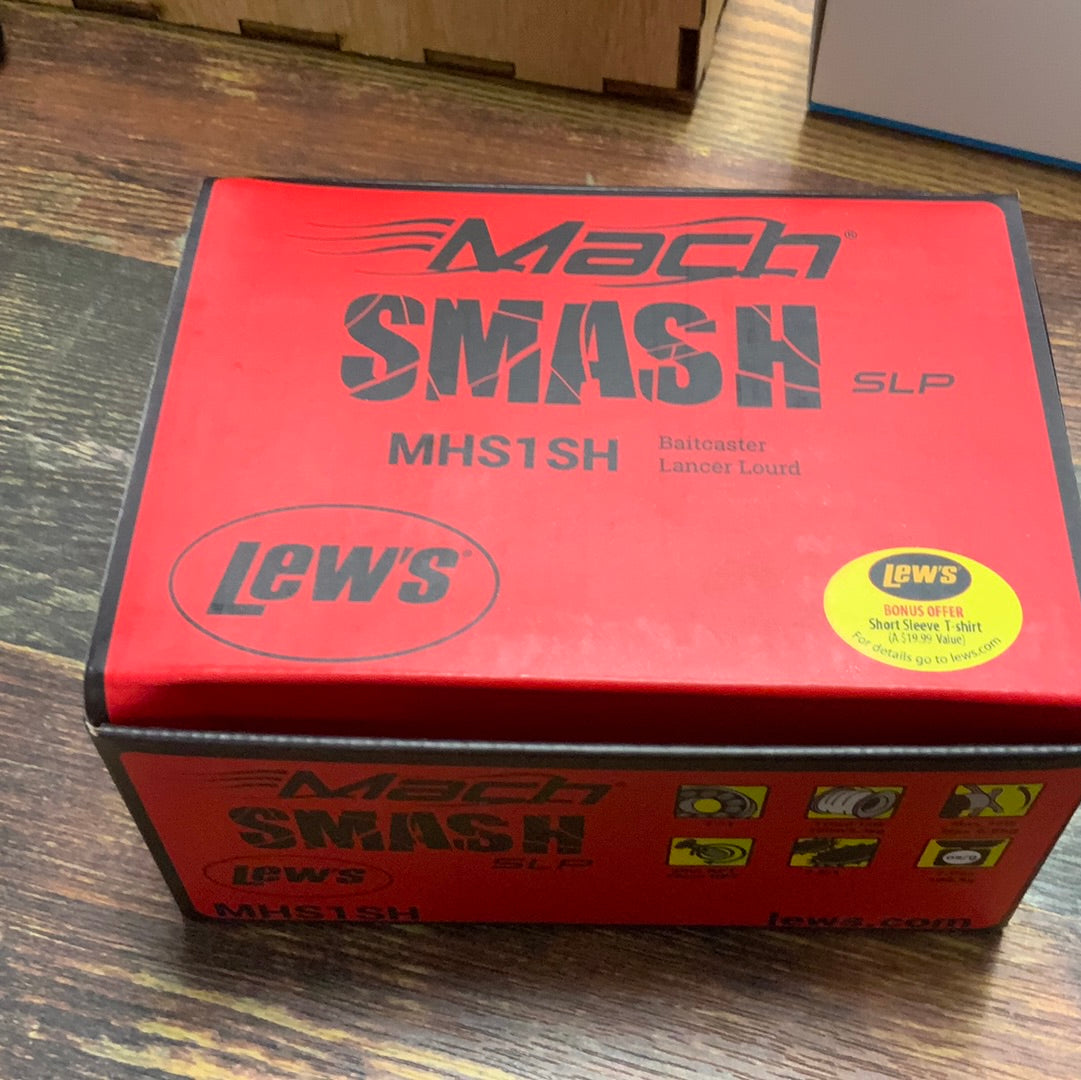 Mach®
SMASH SLP
MHS1SH
Baitcaster
Lancer Lourd
Lew's
Lew's
BONUS OFFER
Short Sleeve T-shirt
(A $19.99 Value)
For details go to lews.com
Mach
SMASH
SLP
Lew's
MHS1SH
lews.com